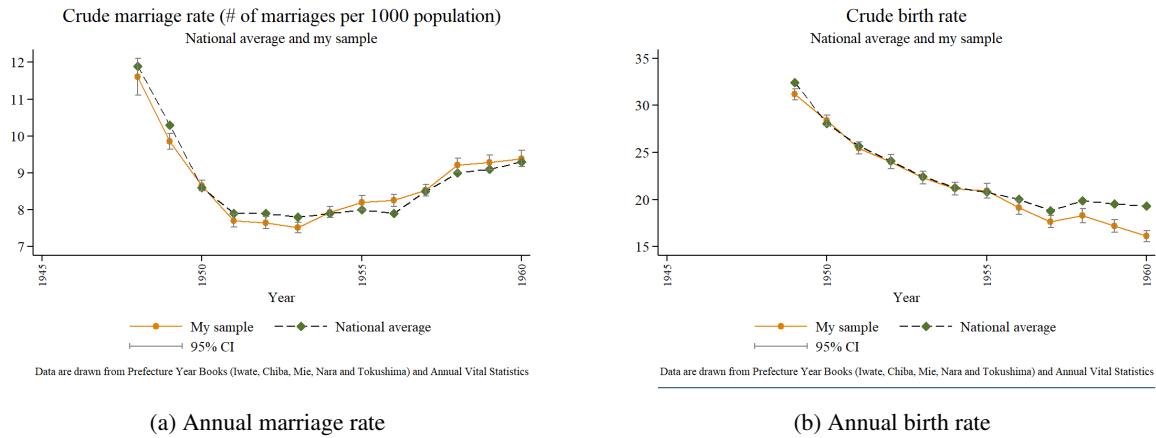 Crude marriage rate (# of marriages per 1000 population)
National average and my sample
12
11
10
9
8
7
1945
1950
1955
1960
Year
My sample
National average
95% CI
Data are drawn from Prefecture Year Books (Iwate, Chiba, Mie, Nara and Tokushima) and Annual Vital Statistics
(a) Annual marriage rate
Crude birth rate
National average and my sample
35
30
25
20
15
1945
1950
1955
1960
Year
My sample
National average
95% CI
Data are drawn from Prefecture Year Books (Iwate, Chiba, Mie, Nara and Tokushima) and Annual Vital Statistics
(b) Annual birth rate